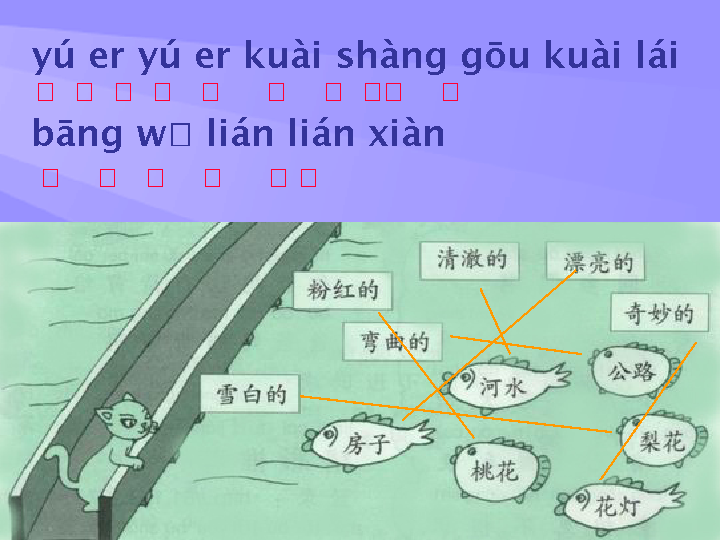 yú er yú er kuài shàng gōu kuài lái
bāng w lián lián xiàn
清澈的
漂亮的
粉红的
奇妙的
弯曲的
雪白的
河水
公路
房子
桃花
梨花
花灯